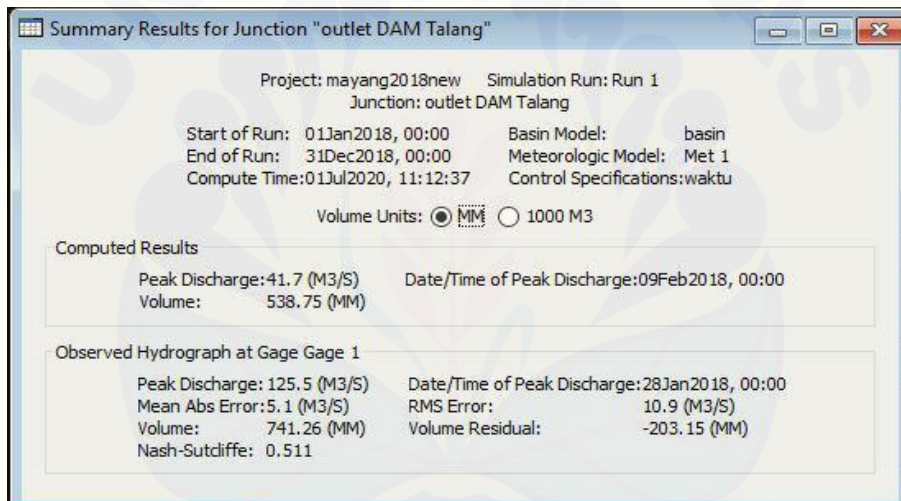 Summary Results for Junction "outlet DAM Talang"
Project: mayang2018new Simulation Run: Run 1
Junction: outlet DAM Talang
Start of Run: 01Jan2018, 00:00 Basin Model: basin
End of Run: 31Dec2018, 00:00 Meteorologic Model: Met 1
Compute Time:01Jul2020, 11:12:37 Control Specifications:waktu
Volume Units: MM 1000 M3
Computed Results
Peak Discharge:41.7 (M3/S) Date/Time of Peak Discharge:09Feb2018, 00:00
Volume: 538.75 (MM)
Observed Hydrograph at Gage Gage 1
Peak Discharge: 125.5 (M3/S) Date/Time of Peak Discharge:28Jan2018, 00:00
Mean Abs Error:5.1 (M3/S) RMS Error: 10.9 (M3/S)
Volume: 741.26 (MM) Volume Residual: -203.15 (MM)
Nash-Sutcliffe: 0.511